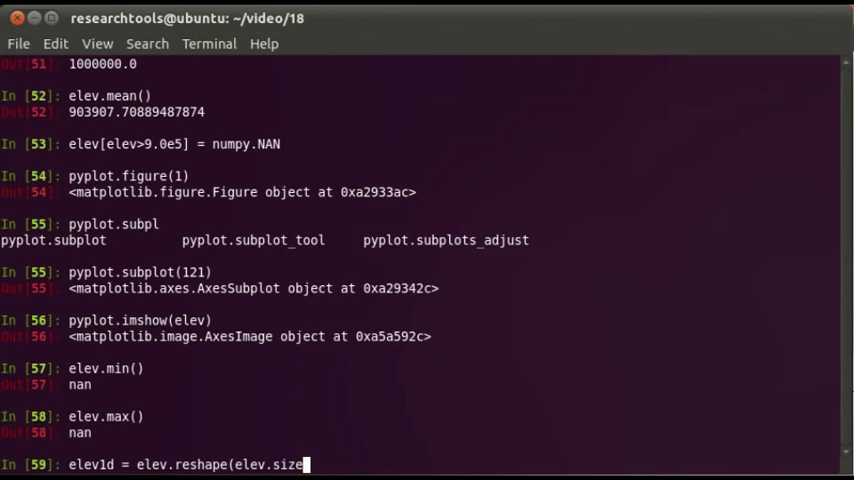 researchtools@ubuntu: ~/video/18
File Edit View Search Terminal Help
Out[51]: 1000000.0
In [52]: elev.mean()
Out[52]: 903907.70889487874
In [53]: elev[elev>9.0e5] = numpy.NAN
In [54]: pyplot.figure(1)
Out[54]: <matplotlib.figure.Figure object at 0xa2933ac>
In [55]: pyplot.subpl
pyplot.subplot pyplot.subplot_tool pyplot.subplots_adjust
In [55]: pyplot.subplot(121)
Out[55]: <matplotlib.axes.AxesSubplot object at 0xa29342c>
In [56]: pyplot.imshow(elev)
Out[56]: <matplotlib.image.AxesImage object at 0xa5a592c>
In [57]: elev.min()
Out[57]: nan
In [58]: elev.max()
Out[58]: nan
In [59]: elev1d = elev.reshape(elev.size